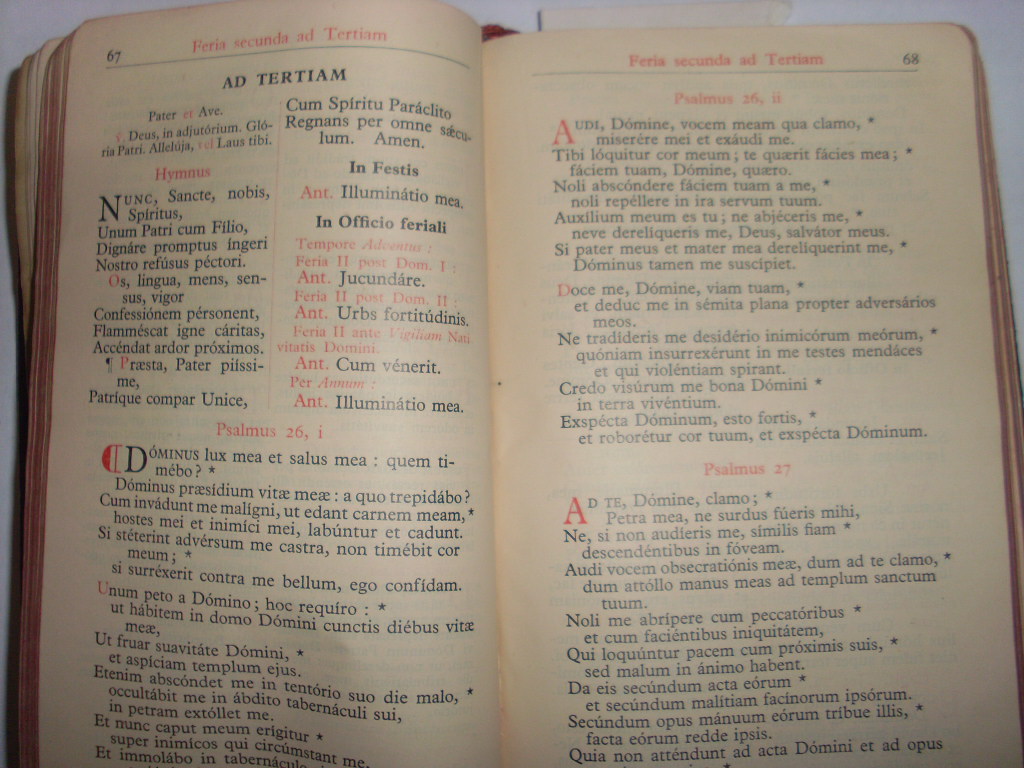 67
Feria secunda ad Tertiam
AD TERTIAM
Pater et Ave.
℣. Deus, in adjutórium. Gló-
ria Patri. Allelúja, vel Laus tibi.
Hymnus
NUNC, Sancte, nobis,
Spíritus,
Unum Patri cum Fílio,
Dignáre promptus íngeri
Nostro refúsus péctori.
Os, lingua, mens, sen-
sus, vigor
Confessiónem pérsonent,
Flamméscat igne cáritas,
Accéndat ardor próximos.
¶ Præsta, Pater piíssi-
me,
Patríque compar Unice,
Cum Spíritu Paráclito
Regnans per omne sǽcu-
lum. Amen.
In Festis
Ant. Illuminátio mea.
In Officio feriali
Tempore Adventus :
Feria II post Dom. I :
Ant. Jucundáre.
Feria II post Dom. II :
Ant. Urbs fortitúdinis.
Feria II ante Vigiliam Nati
vitatis Domini.
Ant. Cum vénerit.
Per Annum :
Ant. Illuminátio mea.
Psalmus 26, i
DÓMINUS lux mea et salus mea : quem ti-
mébo? *
Dóminus præsídium vitæ meæ : a quo trepidábo?
Cum invádunt me malígni, ut edant carnem meam, *
hostes mei et inimíci mei, labúntur et cadunt.
Si stéterint advérsum me castra, non timébit cor
meum ; *
si surréxerit contra me bellum, ego confídam.
Unum peto a Dómino ; hoc requíro : *
ut hábitem in domo Dómini cunctis diébus vitæ
meæ,
Ut fruar suavitáte Dómini, *
et aspíciam templum ejus.
Etenim abscóndet me in tentório suo die malo, *
occultábit me in ábdito tabernáculi sui,
in petram extóllet me.
Et nunc caput meum erígitur *
super inimícos qui circúmstant me,
Et immolábo in tabernáculo
Feria secunda ad Tertiam
68
Psalmus 26, ii
AUDI, Dómine, vocem meam qua clamo, *
miserére mei et exáudi me.
Tibi lóquitur cor meum ; te quærit fácies mea ; *
fáciem tuam, Dómine, quæro.
Noli abscóndere fáciem tuam a me, *
noli repéllere in ira servum tuum.
Auxílium meum es tu ; ne abjéceris me, *
neve derelíqueris me, Deus, salvátor meus.
Si pater meus et mater mea derelíquerint me, *
Dóminus tamen me suscípiet.
Doce me, Dómine, viam tuam, *
et deduc me in sémita plana propter adversários
meos.
Ne tradíderis me desidério inimicórum meórum, *
quóniam insurrexérunt in me testes mendáces
et qui violéntiam spirant.
Credo visúrum me bona Dómini *
in terra vivéntium.
Exspécta Dóminum, esto fortis, *
et roborétur cor tuum, et exspécta Dóminum.
Psalmus 27
AD TE, Dómine, clamo ; *
Petra mea, ne surdus fúeris mihi,
Ne, si non audíeris me, símilis fiam *
descendéntibus in fóveam.
Audi vocem obsecratiónis meæ, dum ad te clamo, *
dum attóllo manus meas ad templum sanctum
tuum.
Noli me abrípere cum peccatóribus *
et cum faciéntibus iniquitátem,
Qui loquúntur pacem cum próximis suis, *
sed malum in ánimo habent.
Da eis secúndum acta eórum *
et secúndum malítiam facínorum ipsórum.
Secúndum opus mánuum eórum tríbue illis, *
facta eórum redde ipsis.
Quia non atténdunt ad acta Dómini et ad opus